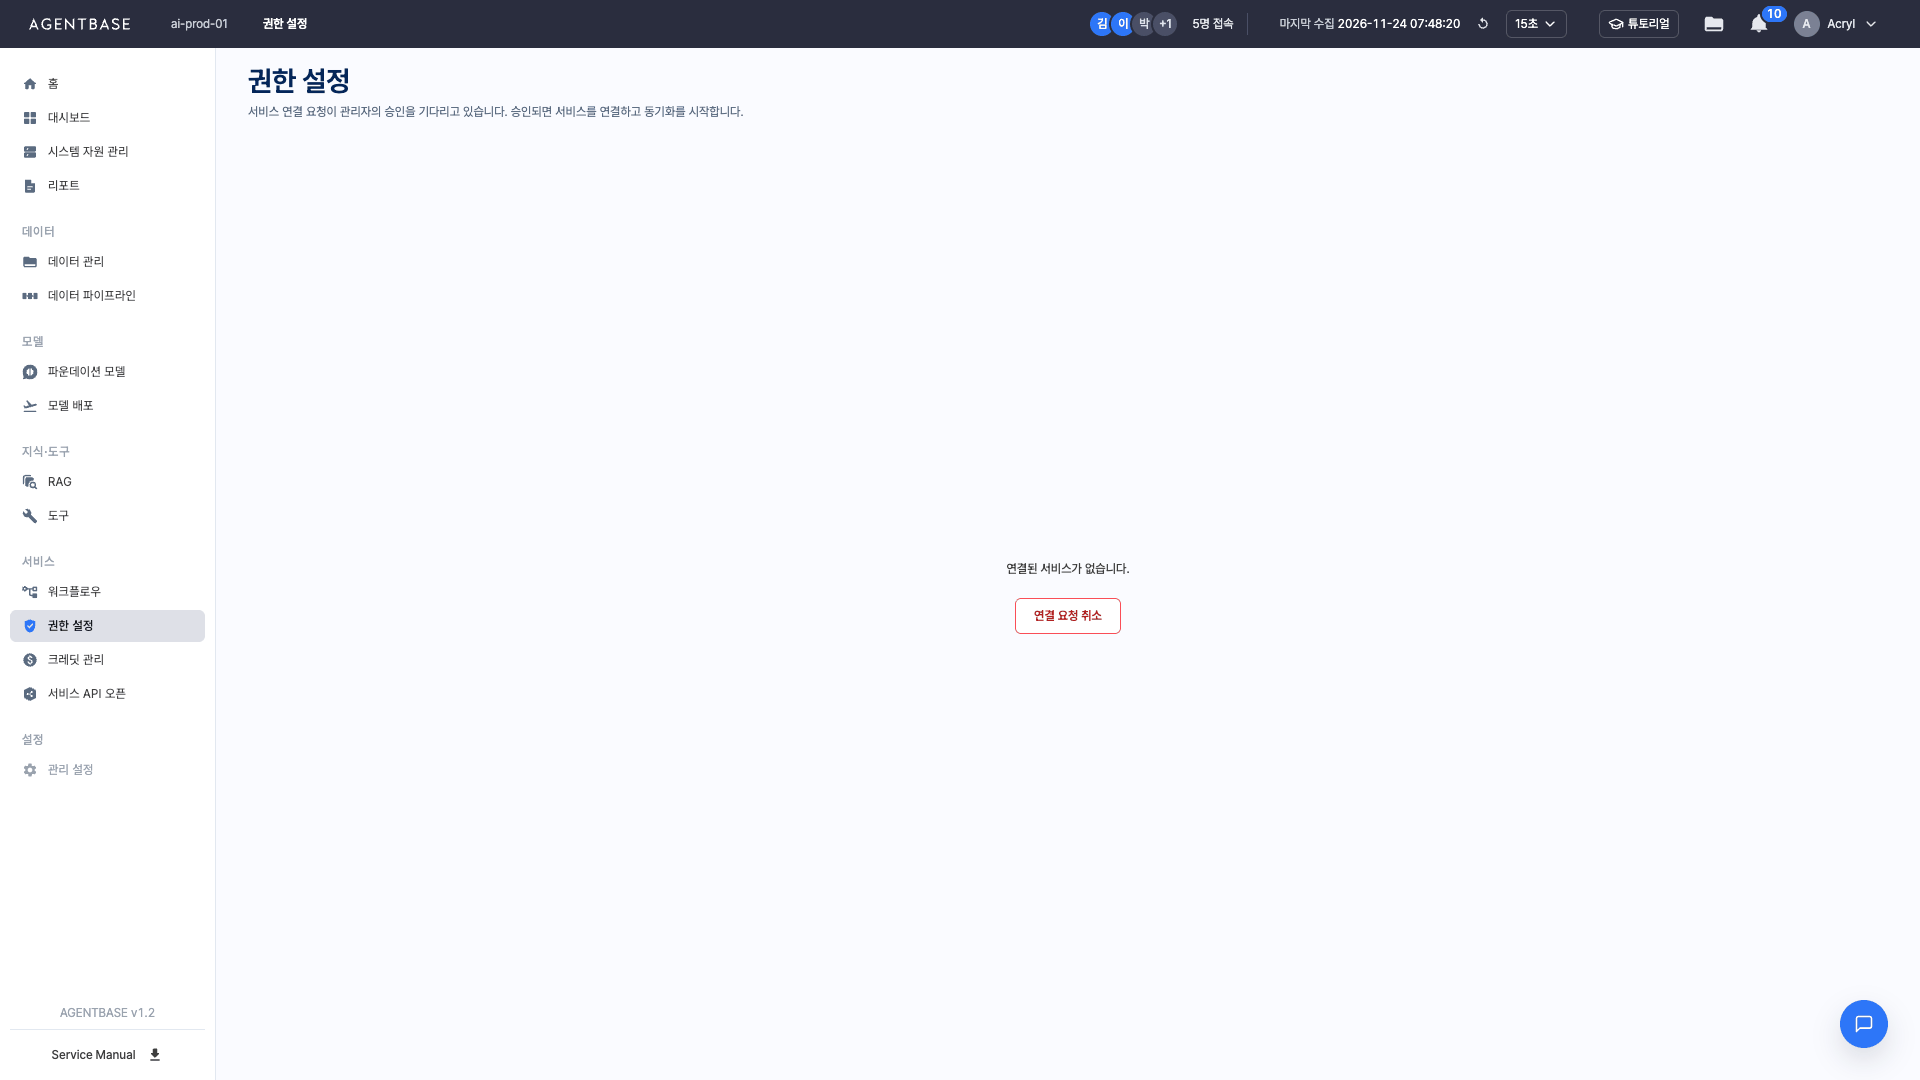 AGENTBASE
ai-prod-01
권한 설정
김
이
박
+1
5명 접속
마지막 수집 2026-11-24 07:48:20
15초
튜토리얼
10
A
Acryl
홈
대시보드
시스템 자원 관리
리포트
데이터
데이터 관리
데이터 파이프라인
모델
파운데이션 모델
모델 배포
지식·도구
RAG
도구
서비스
워크플로우
권한 설정
크레딧 관리
서비스 API 오픈
설정
관리 설정
AGENTBASE v1.2
Service Manual
권한 설정
서비스 연결 요청이 관리자의 승인을 기다리고 있습니다. 승인되면 서비스를 연결하고 동기화를 시작합니다.
연결된 서비스가 없습니다.
연결 요청 취소